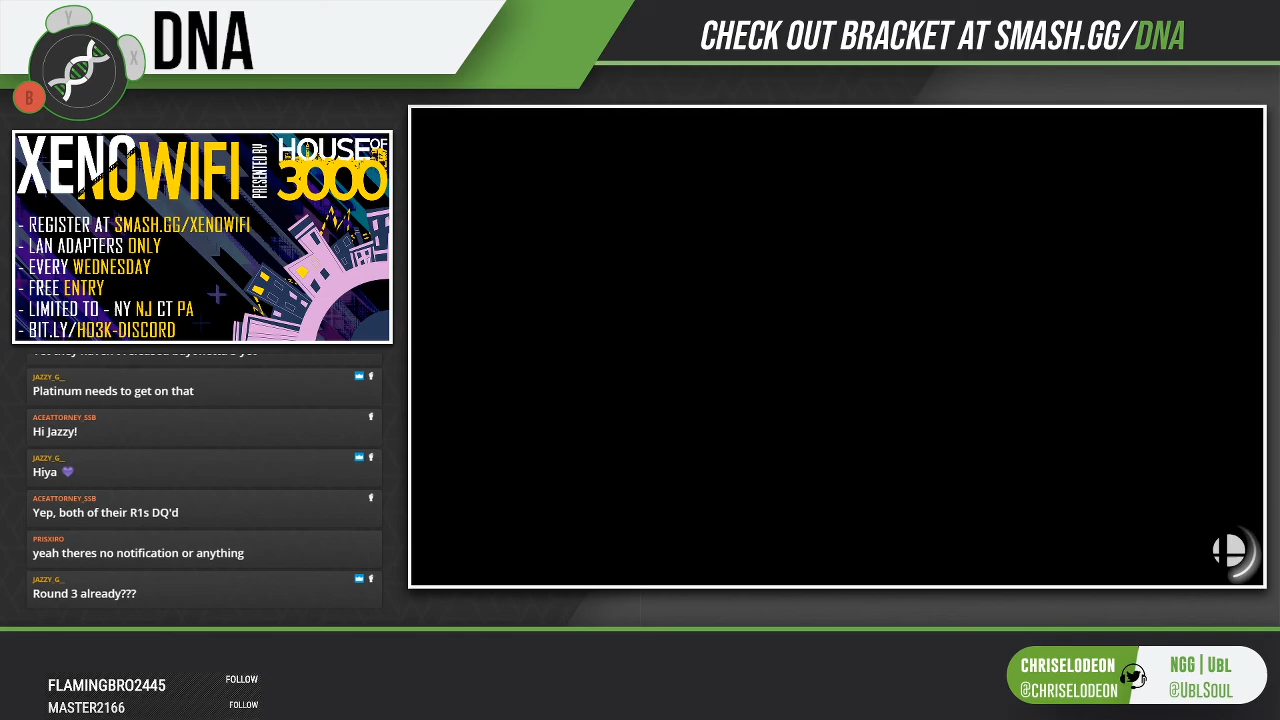 Y
X
B
DNA
CHECK OUT BRACKET AT SMASH.GG/DNA
XENOWIFI
PRESENTED BY
HOUSE OF
3000
- REGISTER AT SMASH.GG/XENOWIFI
- LAN ADAPTERS ONLY
- EVERY WEDNESDAY
- FREE ENTRY
- LIMITED TO - NY NJ CT PA
- BIT.LY/HO3K-DISCORD
JAZZY_G_
Platinum needs to get on that
ACEATTORNEY_SSB
Hi Jazzy!
JAZZY_G_
Hiya 💜
ACEATTORNEY_SSB
Yep, both of their R1s DQ'd
PRISXIRO
yeah theres no notification or anything
JAZZY_G_
Round 3 already???
FLAMINGBRO2445 FOLLOW
MASTER2166 FOLLOW
CHRISELODEON
@CHRISELODEON
NGG | UBL
@UBLSOUL